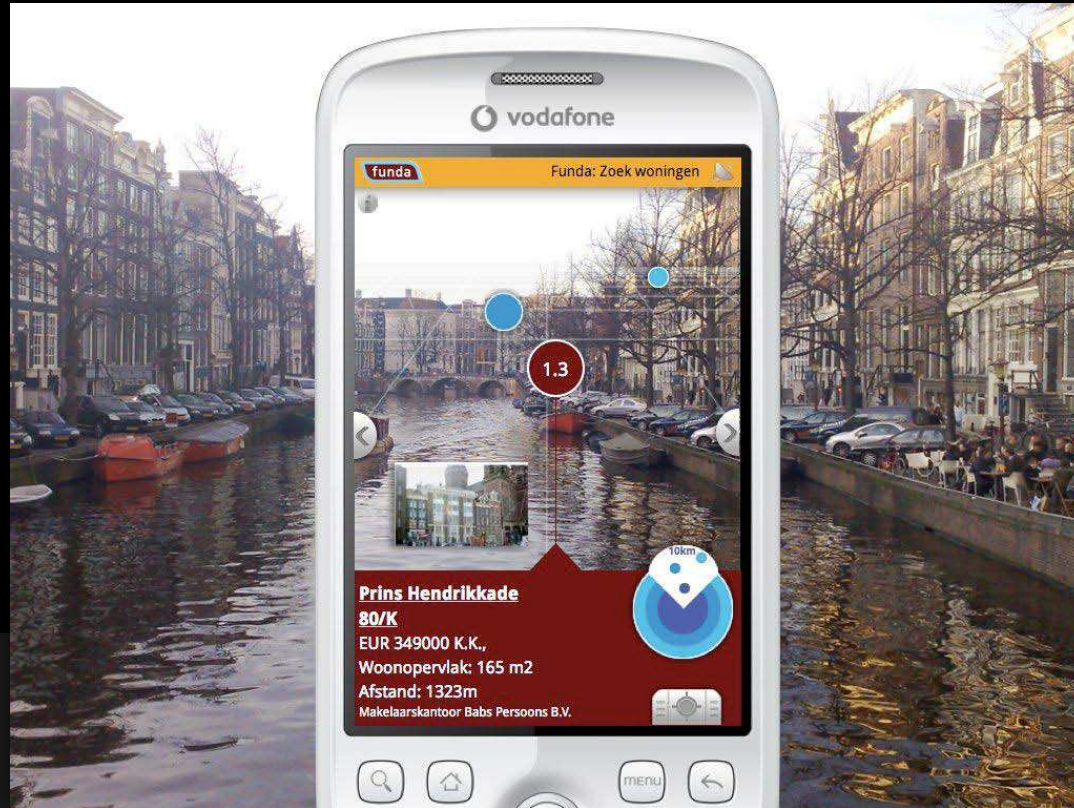 vodafone
funda
Funda: Zoek woningen
1.3
10km
Prins Hendrikkade
80/K
EUR 349000 K.K.,
Woonopervlak: 165 m2
Afstand: 1323m
Makelaarskantoor Babs Persoons B.V.
menu